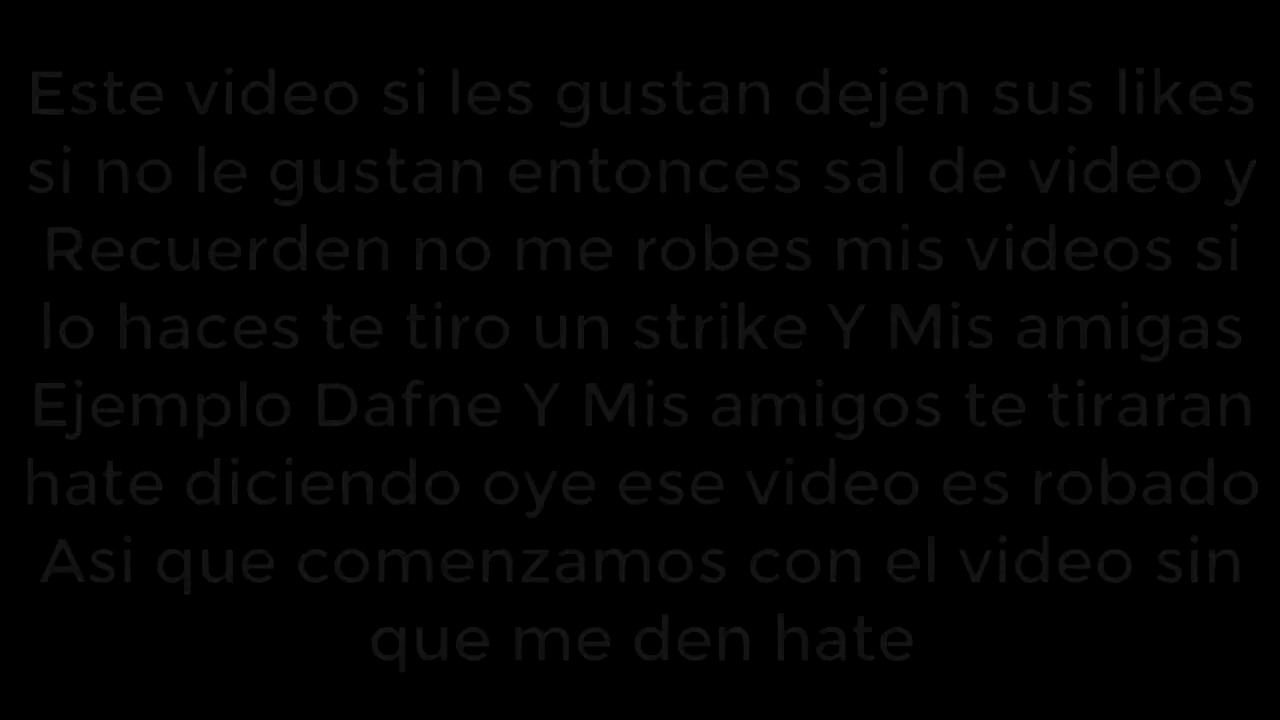 Este video si les gustan dejen sus likes
si no le gustan entonces sal de video y
Recuerden no me robes mis videos si
lo haces te tiro un strike Y Mis amigas
Ejemplo Dafne Y Mis amigos te tiraran
hate diciendo oye ese video es robado
Asi que comenzamos con el video sin
que me den hate